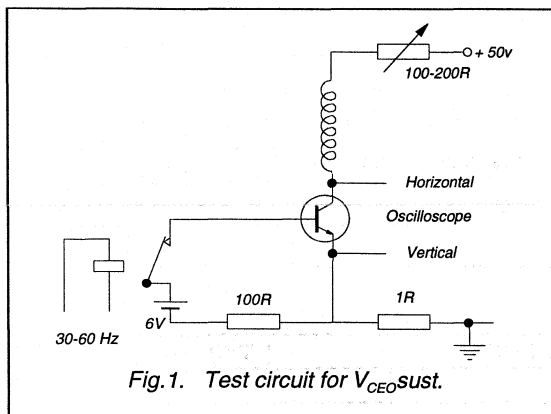 + 50v
100-200R
Horizontal
Oscilloscope
Vertical
100R
1R
6V
30-60 Hz
Fig.1. Test circuit for VCEOsust.